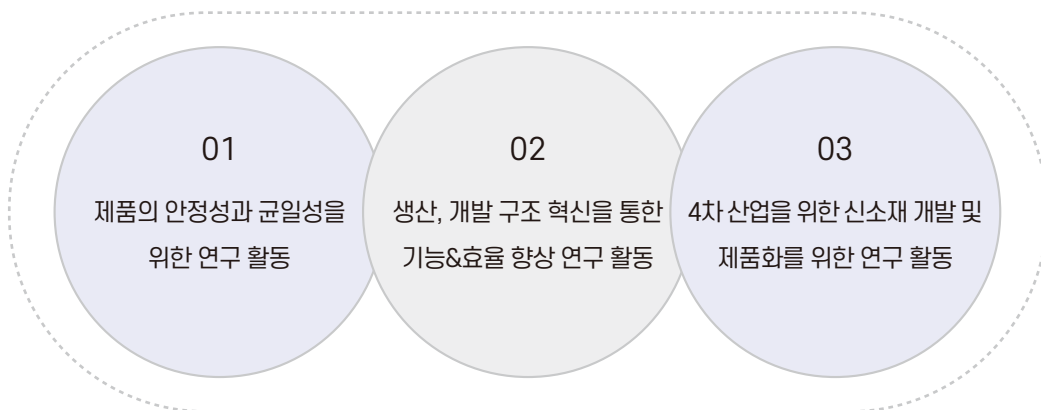 01
제품의 안정성과 균일성을
위한 연구 활동
02
생산, 개발 구조 혁신을 통한
기능&효율 향상 연구 활동
03
4차 산업을 위한 신소재 개발 및
제품화를 위한 연구 활동